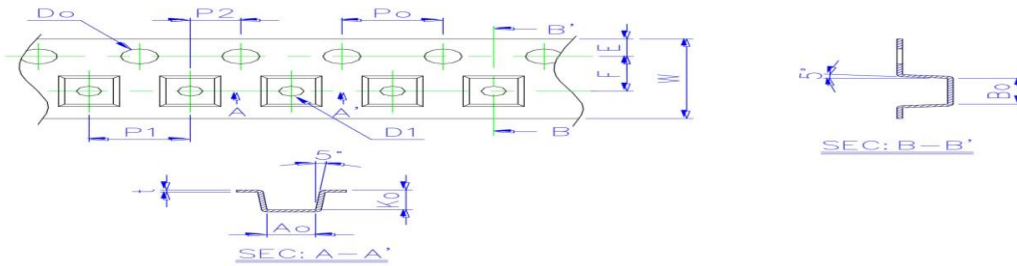 Do P2 Po B'
E
F
W
A A'
P1 D1 B
5°
Bo
SEC: B-B'
5°
t
Ko
Ao
SEC: A-A'